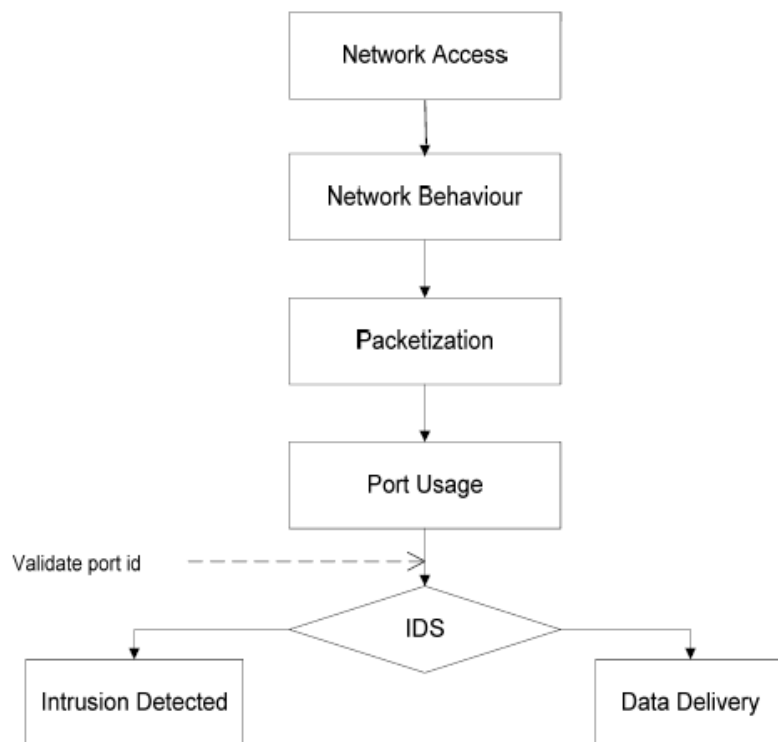 Network Access
Network Behaviour
Packetization
Port Usage
Validate port id
IDS
Intrusion Detected
Data Delivery